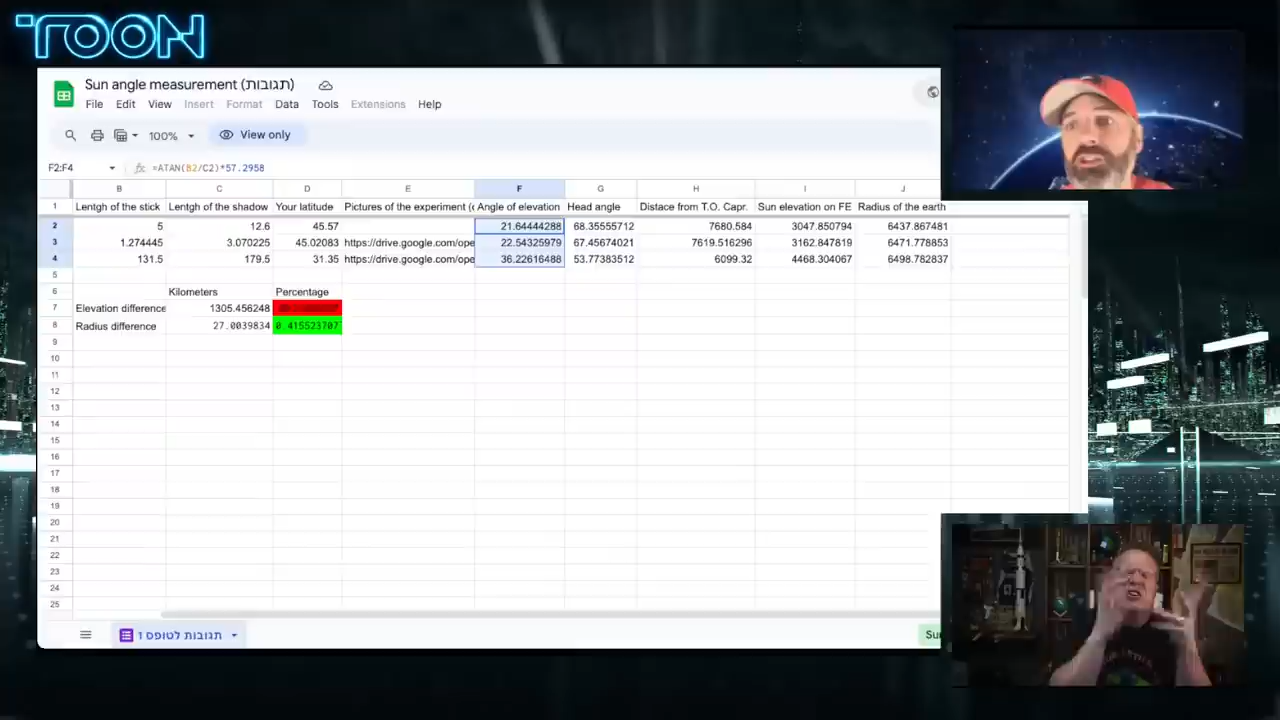 TOON
Sun angle measurement (תגובות)
File Edit View Insert Format Data Tools Extensions Help
100% View only
F2:F4 fx =ATAN(B2/C2)*57.2958
B C D E F G H I J
1 Lentgh of the stick Lentgh of the shadow Your latitude Pictures of the experiment (c Angle of elevation Head angle Distace from T.O. Capr. Sun elevation on FE Radius of the earth
2 5 12.6 45.57 21.64444288 68.35555712 7680.584 3047.850794 6437.867481
3 1.274445 3.070225 45.02083 https://drive.google.com/ope 22.54325979 67.45674021 7619.516296 3162.847819 6471.778853
4 131.5 179.5 31.35 https://drive.google.com/ope 36.22616488 53.77383512 6099.32 4468.304067 6498.782837
5
6 Kilometers Percentage
7 Elevation difference 1305.456248
8 Radius difference 27.0039834 0.415523707
9
10
11
12
13
14
15
16
17
18
19
20
21
22
23
24
25
תגובות לטופס 1
Sur